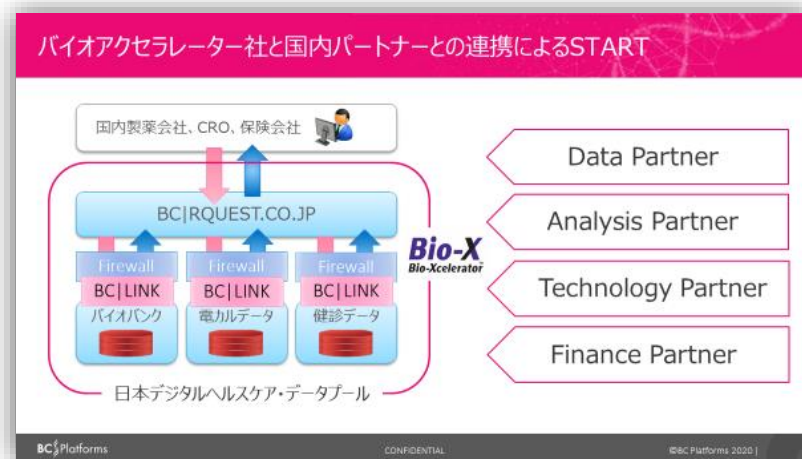 バイオアクセラレーター社と国内パートナーとの連携によるSTART
国内製薬会社、CRO、保険会社
BC|RQUEST.CO.JP
Firewall
BC|LINK
バイオバンク
Firewall
BC|LINK
電カルデータ
Firewall
BC|LINK
健診データ
日本デジタルヘルスケア・データプール
Bio-X
Bio-Xcelerator™
Data Partner
Analysis Partner
Technology Partner
Finance Partner
BC Platforms
CONFIDENTIAL
©BC Platforms 2020 |